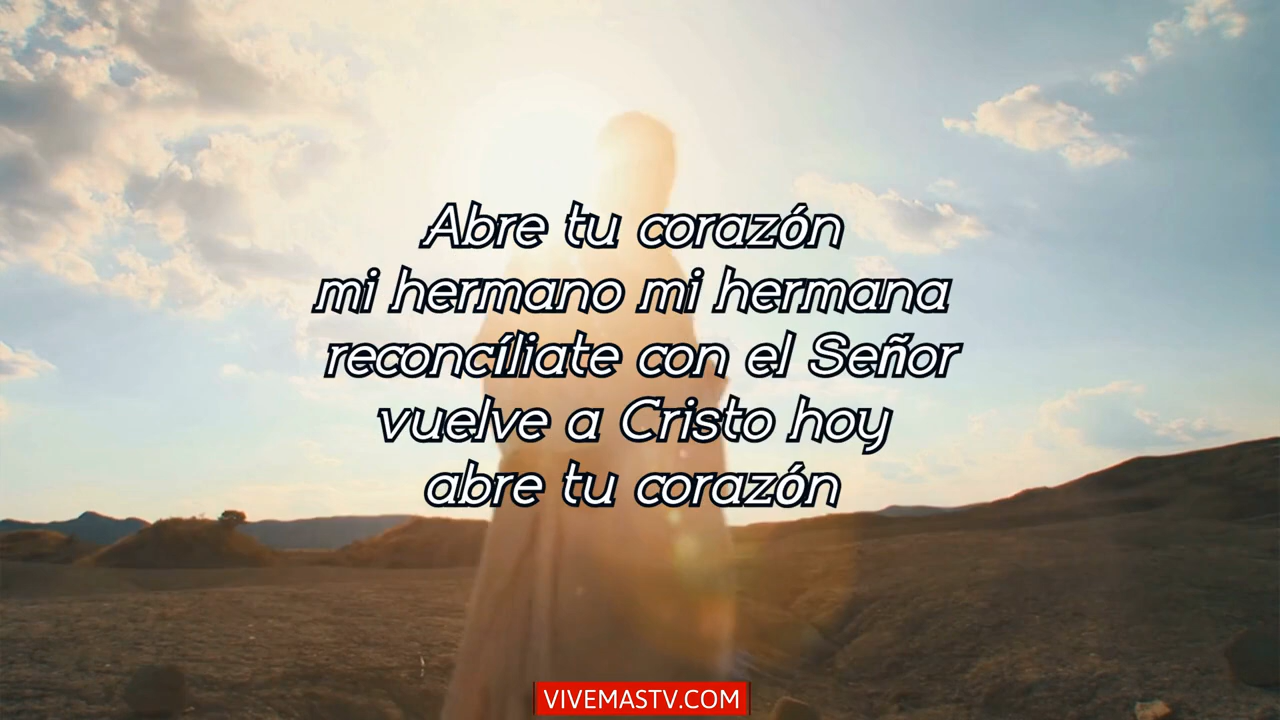 Abre tu corazón
mi hermano mi hermana
reconcíliate con el Señor
vuelve a Cristo hoy
abre tu corazón
VIVEMASTV.COM